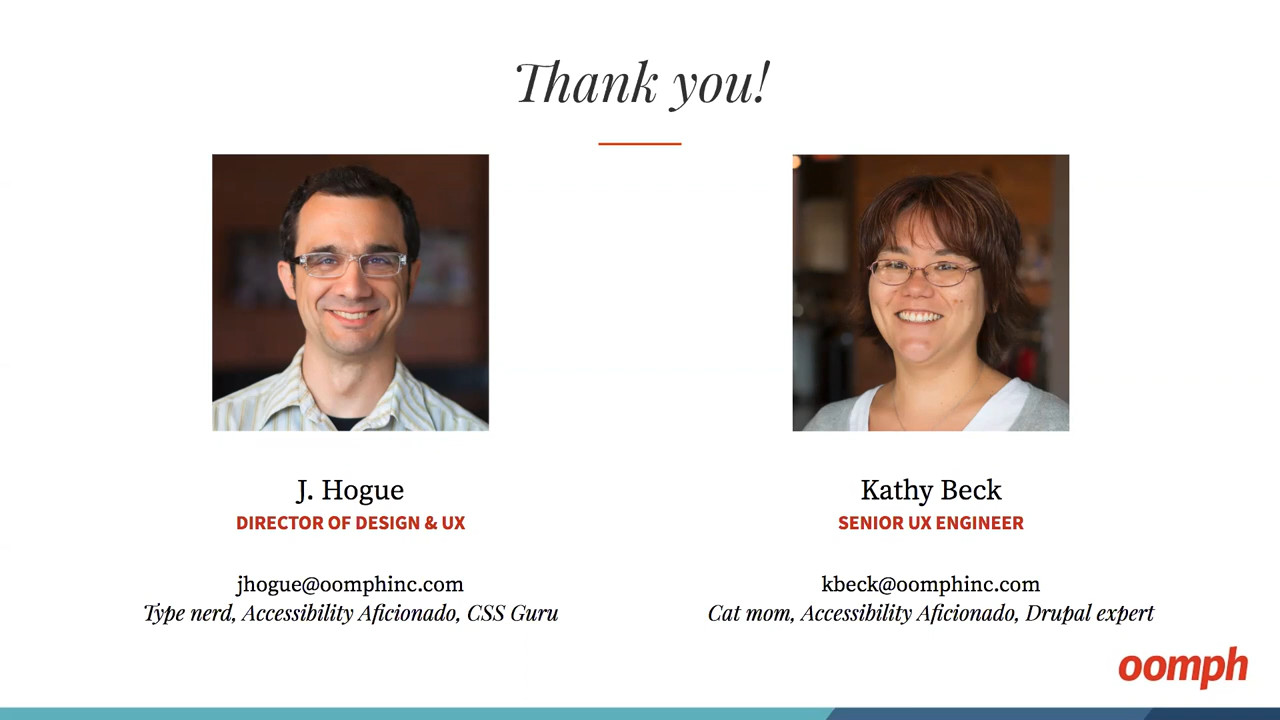 Thank you!
J. Hogue
DIRECTOR OF DESIGN & UX
jhogue@oomphinc.com
Type nerd, Accessibility Aficionado, CSS Guru
Kathy Beck
SENIOR UX ENGINEER
kbeck@oomphinc.com
Cat mom, Accessibility Aficionado, Drupal expert
oomph